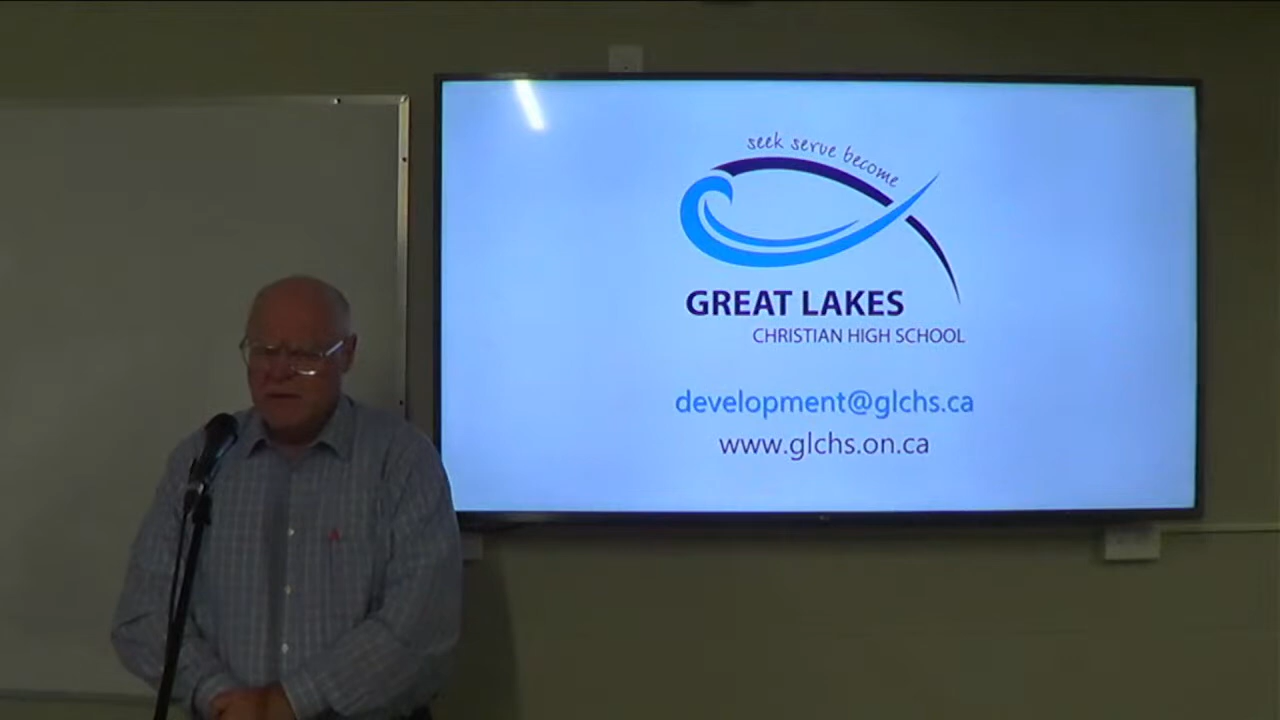 seek serve become
GREAT LAKES
CHRISTIAN HIGH SCHOOL
development@glchs.ca
www.glchs.on.ca